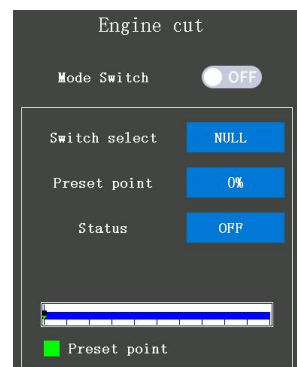 Engine cut
Mode Switch OFF
Switch select NULL
Preset point 0%
Status OFF
Preset point